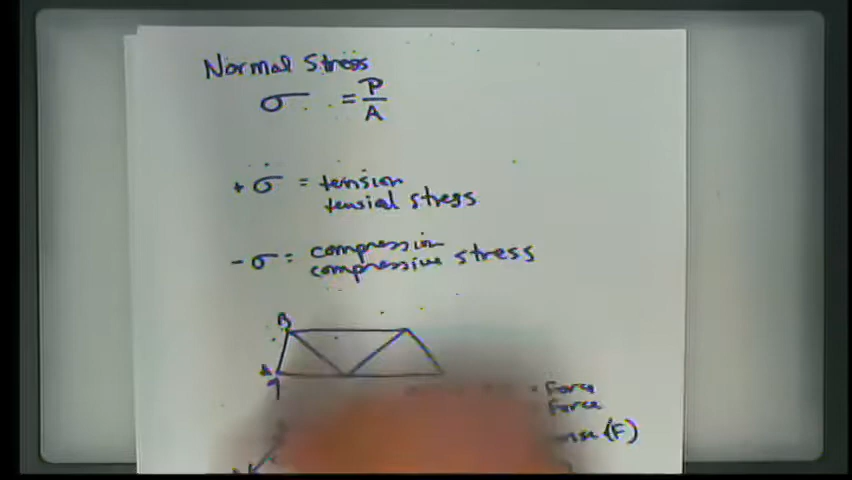 Normal Stress
σ = P/A
+ σ = tension
tensial stress
- σ = compression
compressive stress
B
A
= Force
Force
(F)